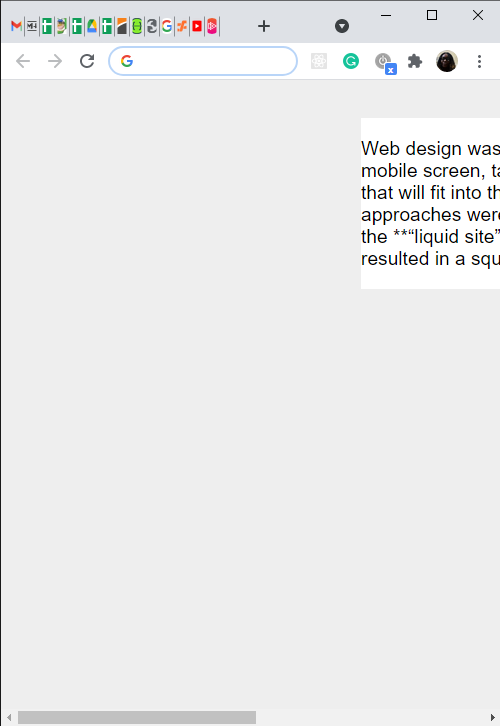 Web design was
mobile screen, ta
that will fit into th
approaches were
the **“liquid site”
resulted in a squ